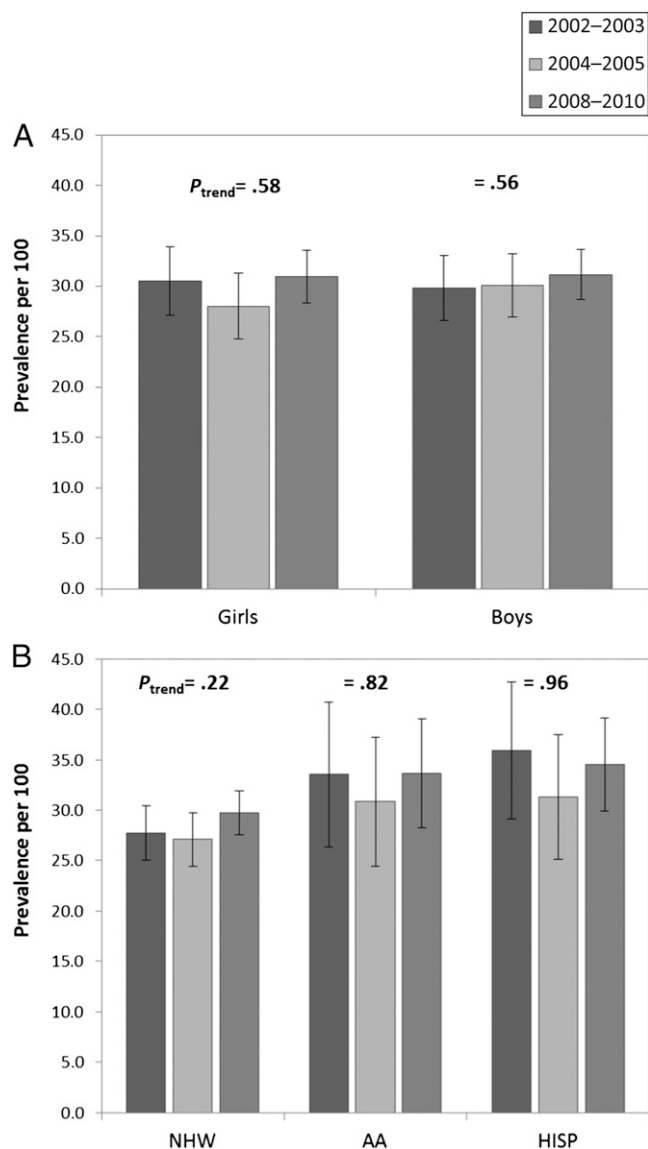 2002–2003
2004–2005
2008–2010
A
45.0
P trend = .58
= .56
40.0
35.0
30.0
25.0
20.0
15.0
10.0
5.0
0.0
Prevalence per 100
Girls
Boys
B
45.0
P trend = .22
= .82
= .96
40.0
35.0
30.0
25.0
20.0
15.0
10.0
5.0
0.0
Prevalence per 100
NHW
AA
HISP